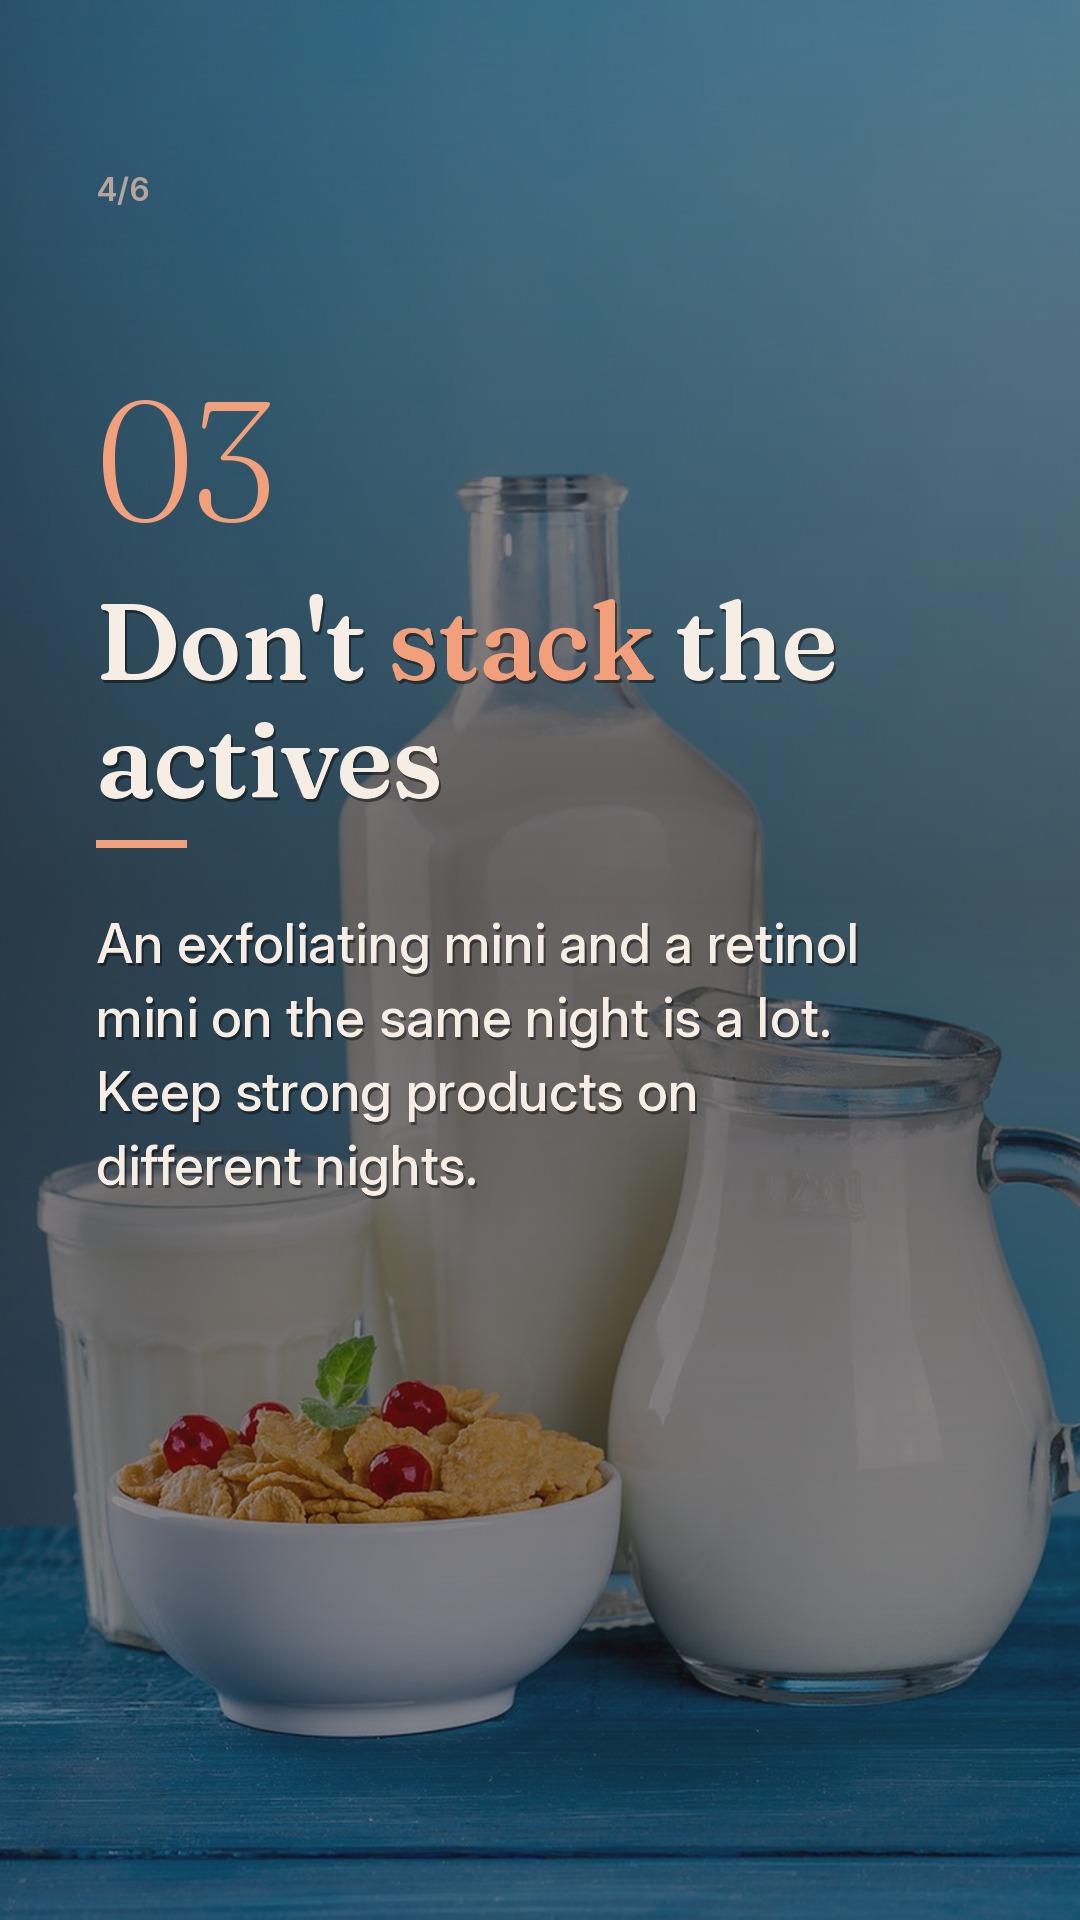 4/6
03
Don't stack the
actives
An exfoliating mini and a retinol
mini on the same night is a lot.
Keep strong products on
different nights.